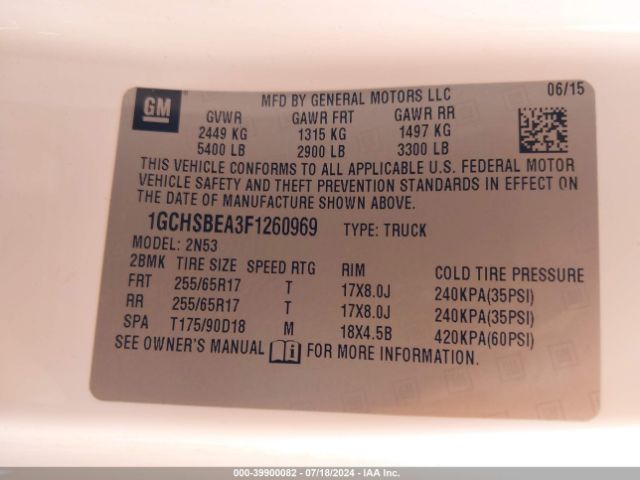 GM
MFD BY GENERAL MOTORS LLC 06/15
GVWR GAWR FRT GAWR RR
2449 KG 1315 KG 1497 KG
5400 LB 2900 LB 3300 LB
THIS VEHICLE CONFORMS TO ALL APPLICABLE U.S. FEDERAL MOTOR
VEHICLE SAFETY AND THEFT PREVENTION STANDARDS IN EFFECT ON
THE DATE OF MANUFACTURE SHOWN ABOVE.
1GCHSBEA3F1260969 TYPE: TRUCK
MODEL: 2N53
2BMK TIRE SIZE SPEED RTG RIM COLD TIRE PRESSURE
FRT 255/65R17 T 17X8.0J 240KPA(35PSI)
RR 255/65R17 T 17X8.0J 240KPA(35PSI)
SPA T175/90D18 M 18X4.5B 420KPA(60PSI)
SEE OWNER'S MANUAL FOR MORE INFORMATION.
000-39900082 - 07/18/2024 - IAA Inc.